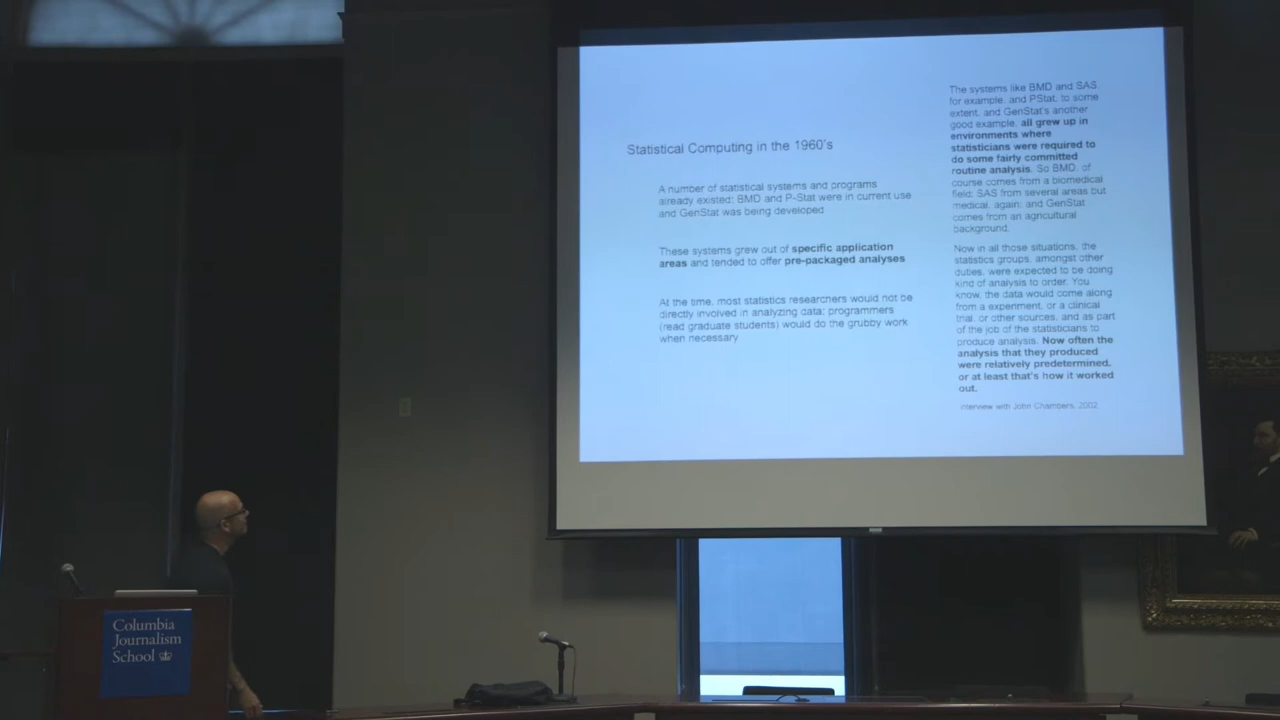 Statistical Computing in the 1960's
A number of statistical systems and programs
already existed; BMD and P-Stat were in current use
and GenStat was being developed
These systems grew out of specific application
areas and tended to offer pre-packaged analyses
At the time, most statistics researchers would not be
directly involved in analyzing data; programmers
(read graduate students) would do the grubby work
when necessary
The systems like BMD and SAS,
for example, and PStat, to some
extent, and GenStat's another
good example, all grew up in
environments where
statisticians were required to
do some fairly committed
routine analysis. So BMD, of
course comes from a biomedical
field; SAS from several areas but
medical, again; and GenStat
comes from an agricultural
background.
Now in all those situations, the
statistics groups, amongst other
duties, were expected to be doing
kind of analysis to order. You
know, the data would come along
from a experiment, or a clinical
trial, or other sources, and as part
of the job of the statisticians to
produce analysis. Now often the
analysis that they produced
were relatively predetermined,
or at least that's how it worked
out.
Interview with John Chambers, 2002
Columbia
Journalism
School